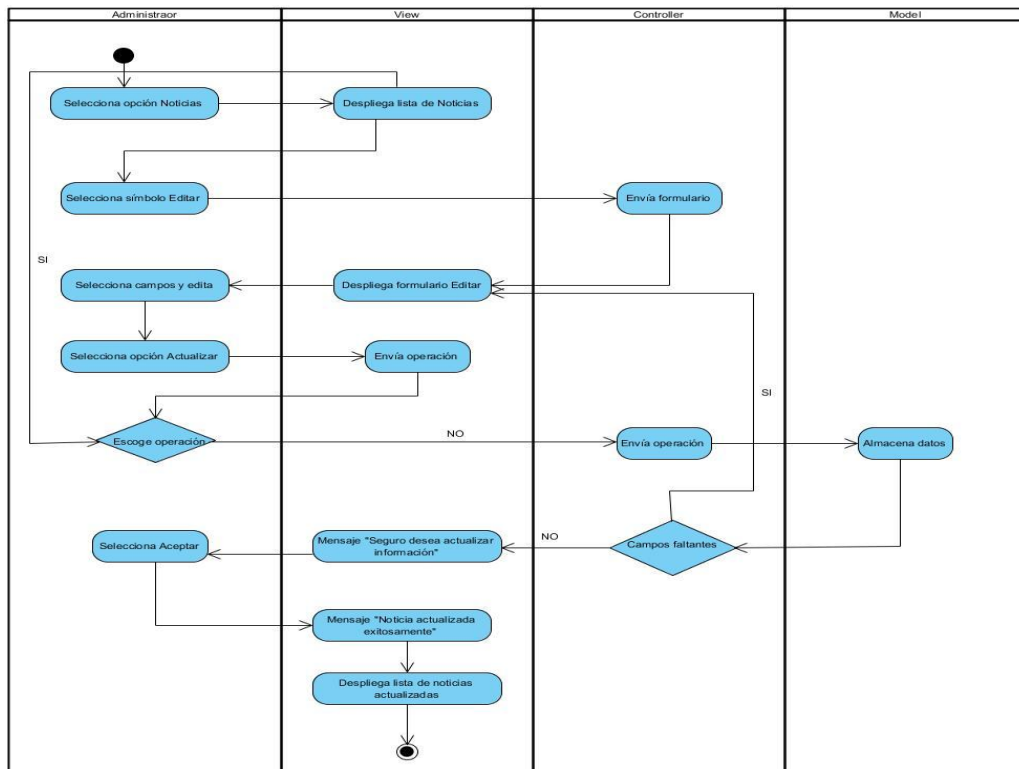 Administraor
View
Controller
Model
Selecciona opción Noticias
Despliega lista de Noticias
Selecciona símbolo Editar
Envía formulario
SI
Selecciona campos y edita
Despliega formulario Editar
Selecciona opción Actualizar
Envía operación
SI
Escoge operación
NO
Envía operación
Almacena datos
Selecciona Aceptar
Mensaje "Seguro desea actualizar
información"
NO
Campos faltantes
Mensaje "Noticia actualizada
exitosamente"
Despliega lista de noticias
actualizadas